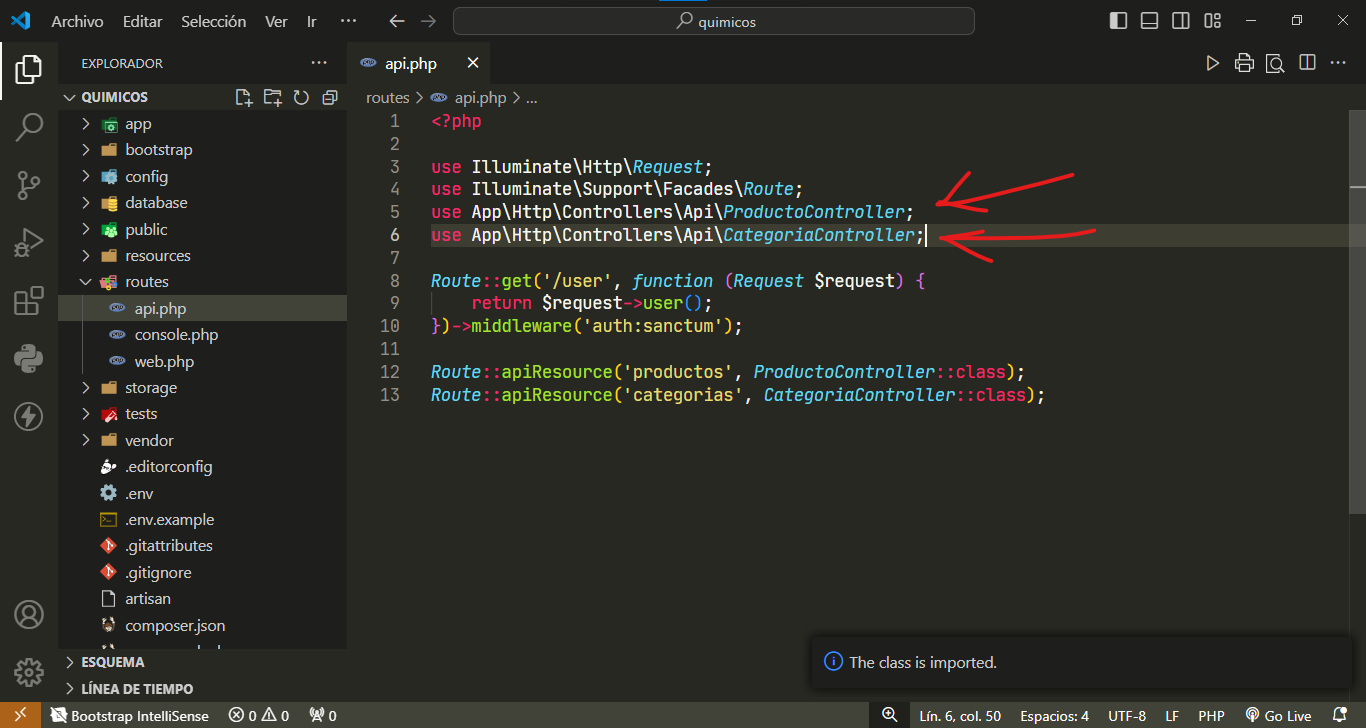 Archivo Editar Selección Ver Ir ··· quimicos
EXPLORADOR ···
api.php
QUIMICOS
routes > api.php > ...
app
bootstrap
config
database
public
resources
routes
api.php
console.php
web.php
storage
tests
vendor
.editorconfig
.env
.env.example
.gitattributes
.gitignore
artisan
composer.json
ESQUEMA
LÍNEA DE TIEMPO
1 <?php
2
3 use Illuminate\Http\Request;
4 use Illuminate\Support\Facades\Route;
5 use App\Http\Controllers\Api\ProductoController;
6 use App\Http\Controllers\Api\CategoriaController;
7
8 Route::get('/user', function (Request $request) {
9 return $request->user();
10 })->middleware('auth:sanctum');
11
12 Route::apiResource('productos', ProductoController::class);
13 Route::apiResource('categorias', CategoriaController::class);
The class is imported.
Bootstrap IntelliSense 0 0 0 Lín. 6, col. 50 Espacios: 4 UTF-8 LF PHP Go Live